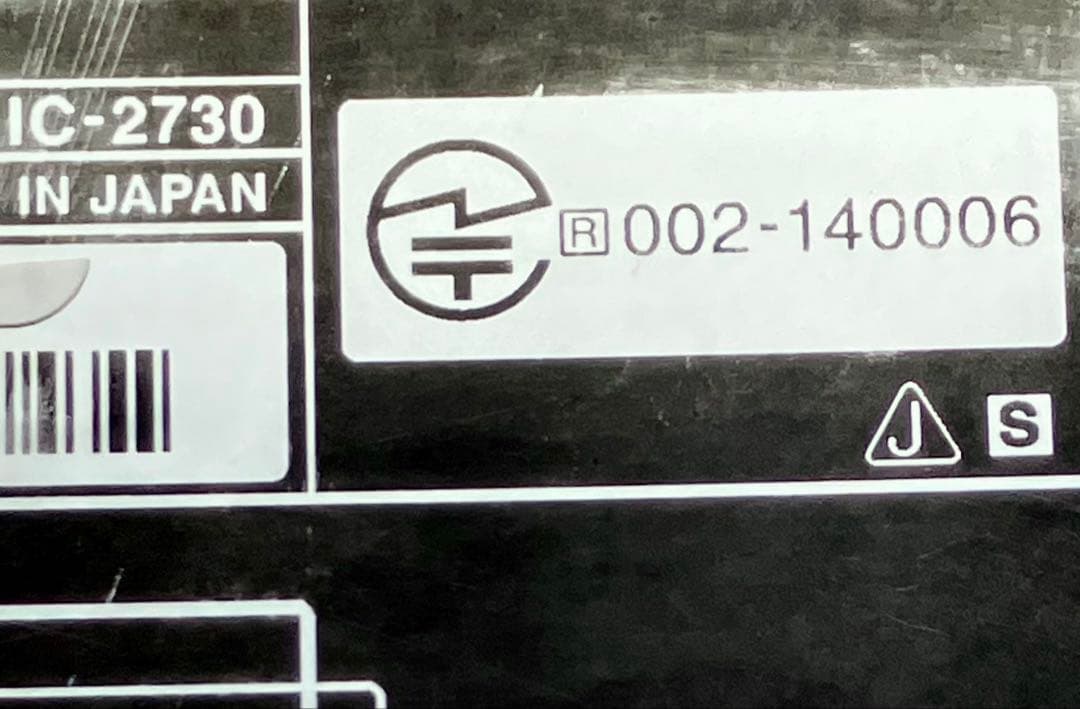 IC-2730
IN JAPAN
R 002-140006
J S